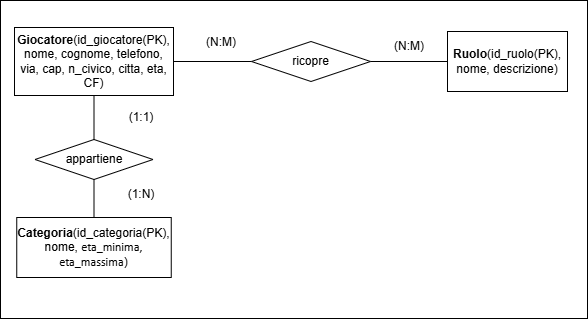 Giocatore(id_giocatore(PK),
nome, cognome, telefono,
via, cap, n_civico, citta, eta,
CF)
(N:M)
ricopre
(N:M)
Ruolo(id_ruolo(PK),
nome, descrizione)
(1:1)
appartiene
(1:N)
Categoria(id_categoria(PK),
nome, eta_minima,
eta_massima)